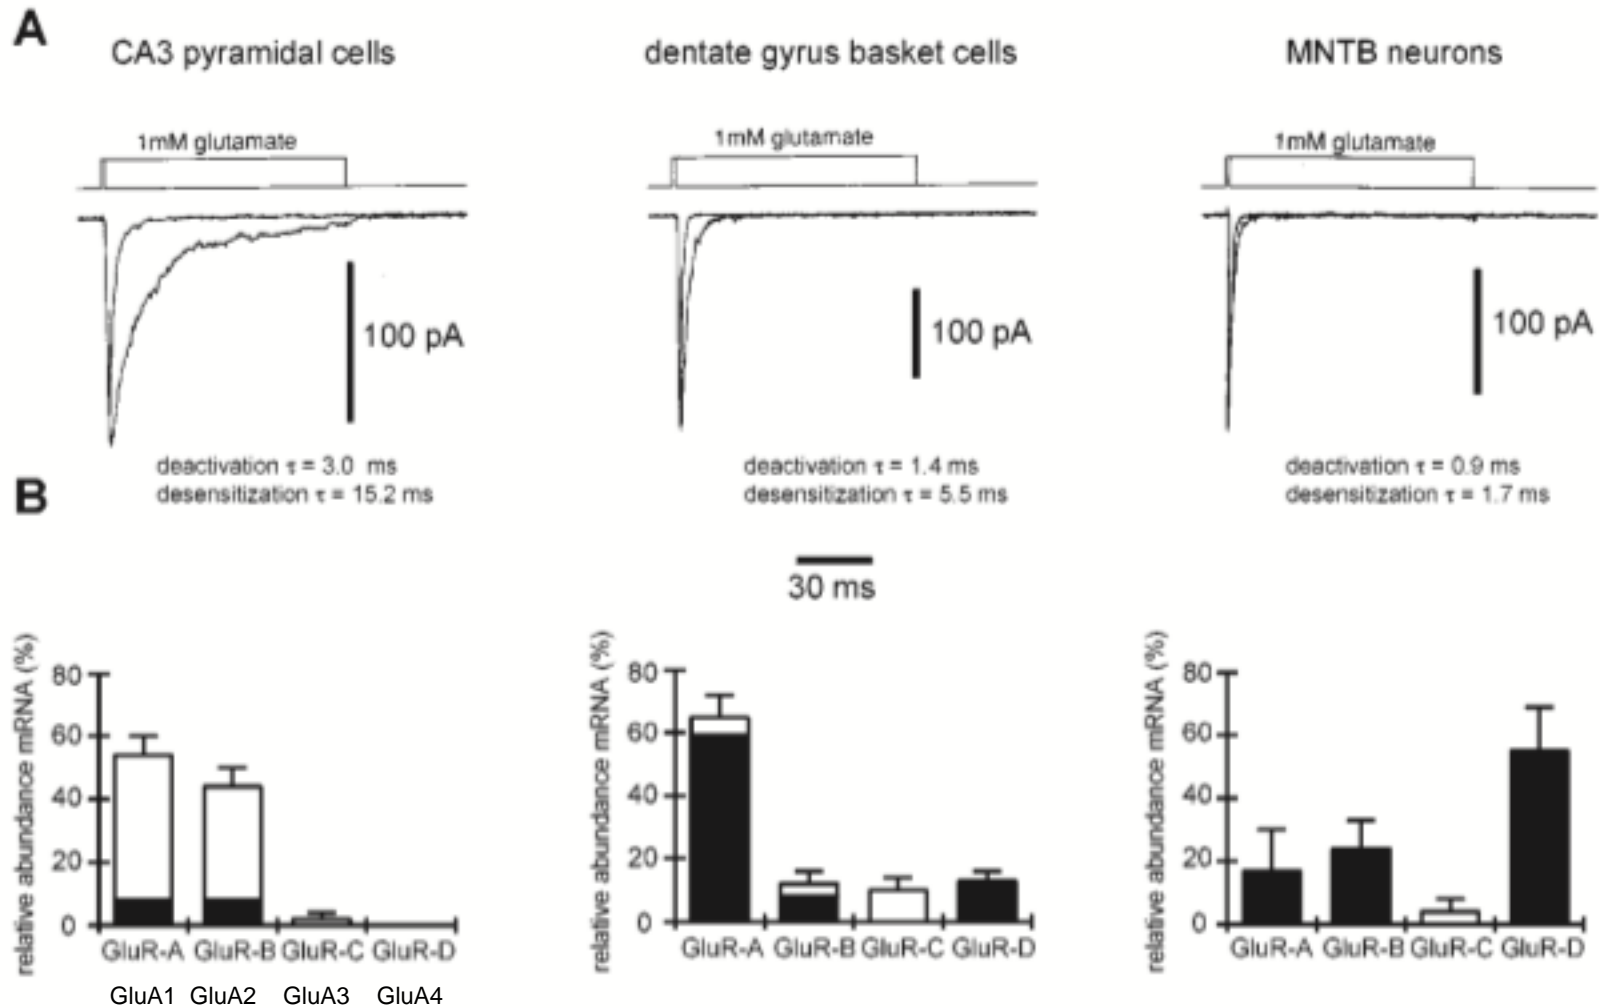 A
CA3 pyramidal cells
dentate gyrus basket cells
MNTB neurons
1mM glutamate
1mM glutamate
1mM glutamate
100 pA
100 pA
100 pA
deactivation τ = 3.0 ms
desensitization τ = 15.2 ms
deactivation τ = 1.4 ms
desensitization τ = 5.5 ms
deactivation τ = 0.9 ms
desensitization τ = 1.7 ms
B
30 ms
relative abundance mRNA (%)
80
60
40
20
0
GluR-A GluR-B GluR-C GluR-D
GluA1 GluA2 GluA3 GluA4
relative abundance mRNA (%)
80
60
40
20
0
GluR-A GluR-B GluR-C GluR-D
relative abundance mRNA (%)
80
60
40
20
0
GluR-A GluR-B GluR-C GluR-D